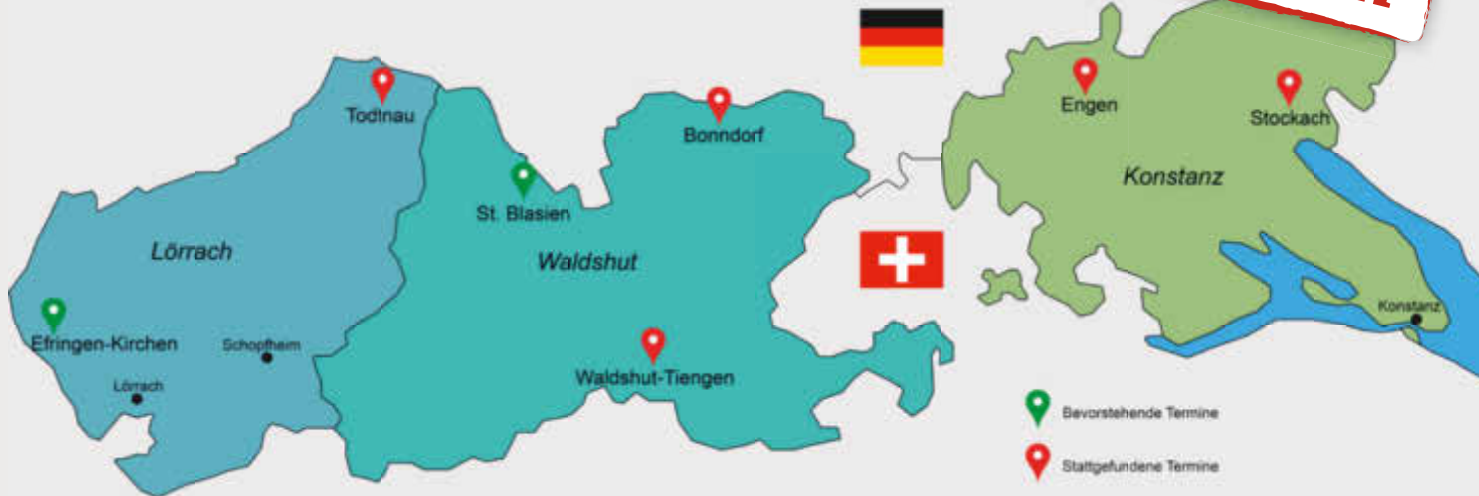 Todlnau
Bonndorf
Engen
Stockach
St. Blasien
Konstanz
Lörrach
Waldshut
Efringen-Kirchen
Schopfheim
Lörrach
Waldshut-Tiengen
Konstanz
Bevorstehende Termine
Stattgefundene Termine